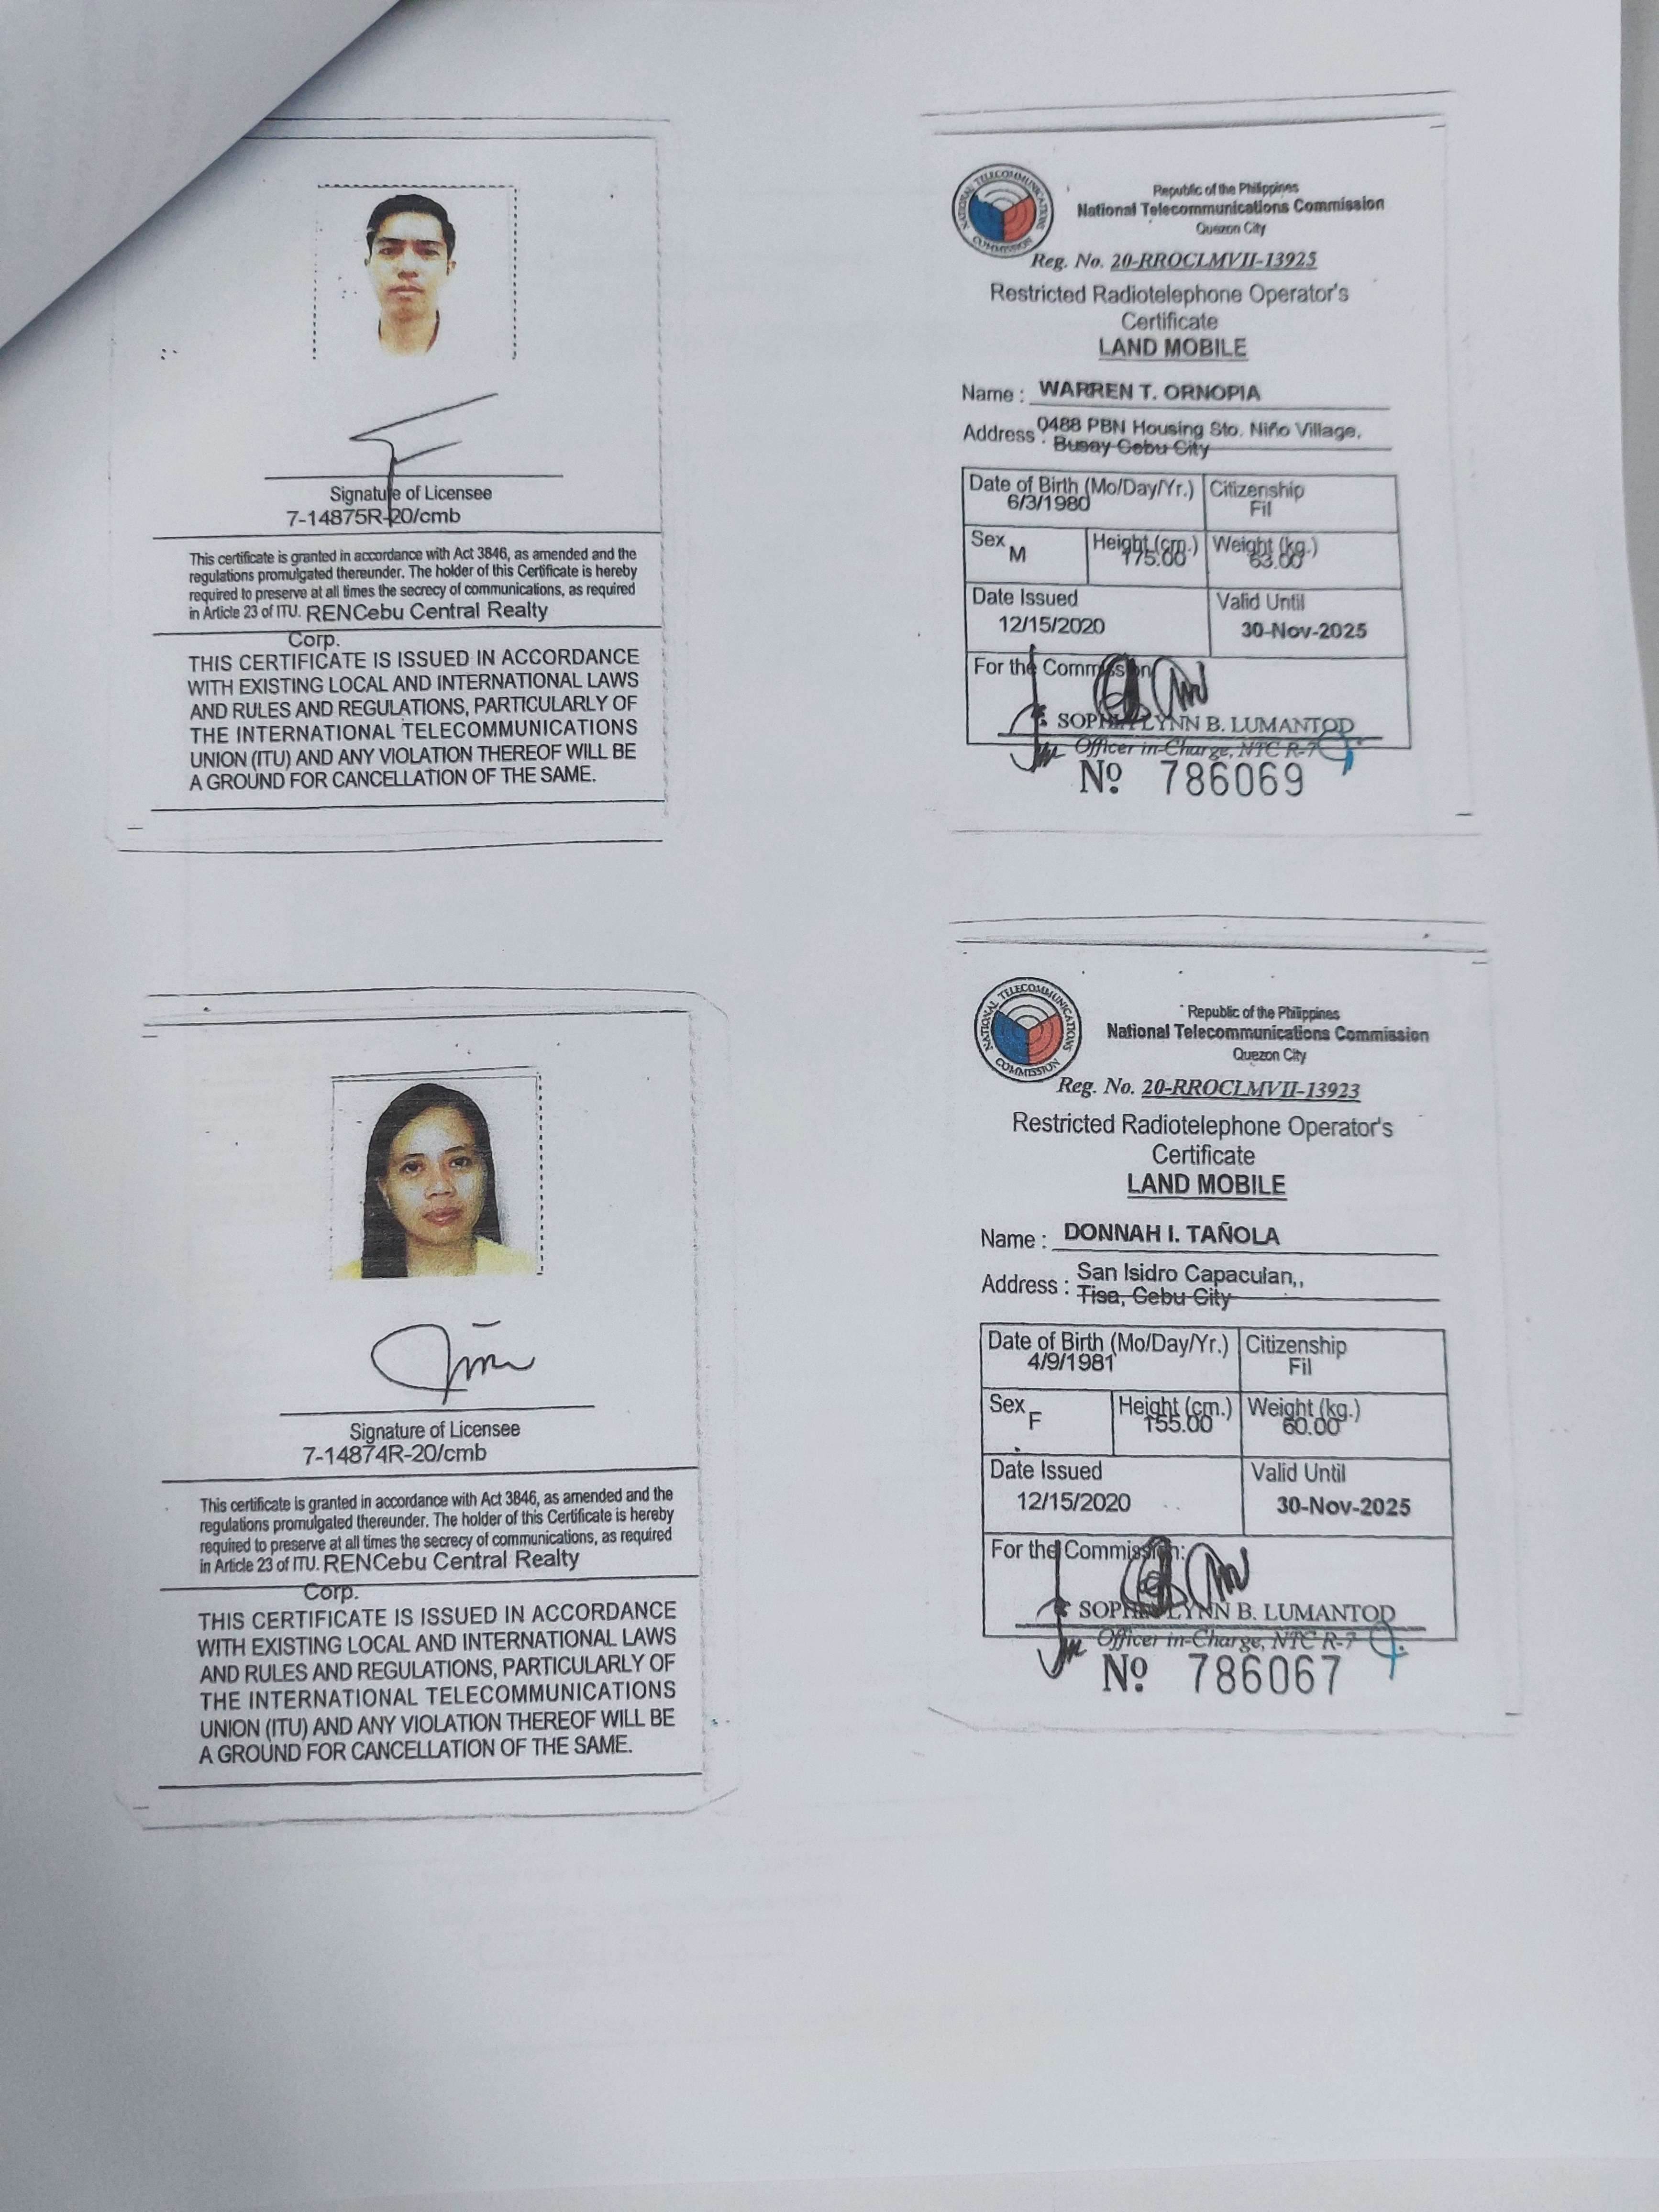 Signature of Licensee
7-14875R-20/cmb
This certificate is granted in accordance with Act 3846, as amended and the
regulations promulgated thereunder. The holder of this Certificate is hereby
required to preserve at all times the secrecy of communications, as required
in Article 23 of ITU. RENCebu Central Realty
Corp.
THIS CERTIFICATE IS ISSUED IN ACCORDANCE
WITH EXISTING LOCAL AND INTERNATIONAL LAWS
AND RULES AND REGULATIONS, PARTICULARLY OF
THE INTERNATIONAL TELECOMMUNICATIONS
UNION (ITU) AND ANY VIOLATION THEREOF WILL BE
A GROUND FOR CANCELLATION OF THE SAME.
NATIONAL TELECOMMUNICATIONS COMMISSION
Republic of the Philippines
National Telecommunications Commission
Quezon City
Reg. No. 20-RROCLMVII-13925
Restricted Radiotelephone Operator's
Certificate
LAND MOBILE
Name : WARREN T. ORNOPIA
Address : 0488 PBN Housing Sto. Niño Village,
Busay Cebu City
Date of Birth (Mo/Day/Yr.) Citizenship
6/3/1980 Fil
Sex Height (cm.) Weight (kg.)
M 175.00 63.00
Date Issued Valid Until
12/15/2020 30-Nov-2025
For the Commission
SOPHIA LYNN B. LUMANTOD
Officer in-Charge, NTC R-7
Nº 786069
Signature of Licensee
7-14874R-20/cmb
This certificate is granted in accordance with Act 3846, as amended and the
regulations promulgated thereunder. The holder of this Certificate is hereby
required to preserve at all times the secrecy of communications, as required
in Article 23 of ITU. RENCebu Central Realty
Corp.
THIS CERTIFICATE IS ISSUED IN ACCORDANCE
WITH EXISTING LOCAL AND INTERNATIONAL LAWS
AND RULES AND REGULATIONS, PARTICULARLY OF
THE INTERNATIONAL TELECOMMUNICATIONS
UNION (ITU) AND ANY VIOLATION THEREOF WILL BE
A GROUND FOR CANCELLATION OF THE SAME.
NATIONAL TELECOMMUNICATIONS COMMISSION
Republic of the Philippines
National Telecommunications Commission
Quezon City
Reg. No. 20-RROCLMVII-13923
Restricted Radiotelephone Operator's
Certificate
LAND MOBILE
Name : DONNAH I. TAÑOLA
Address : San Isidro Capaculan,,
Tisa, Cebu City
Date of Birth (Mo/Day/Yr.) Citizenship
4/9/1981 Fil
Sex Height (cm.) Weight (kg.)
F 155.00 60.00
Date Issued Valid Until
12/15/2020 30-Nov-2025
For the Commission:
SOPHIA LYNN B. LUMANTOD
Officer in-Charge, NTC R-7
Nº 786067